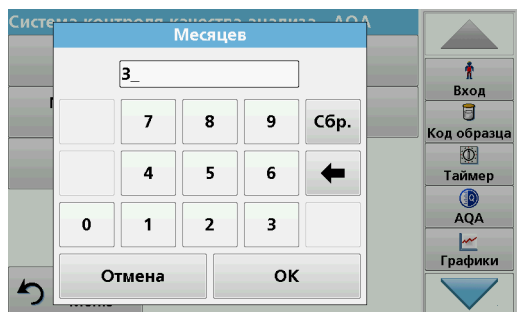 Система контроля качества анализа - AQA
Месяцев
3_
7 8 9 Сбр.
4 5 6
0 1 2 3
Отмена OK
Вход
Код образца
Таймер
AQA
Графики